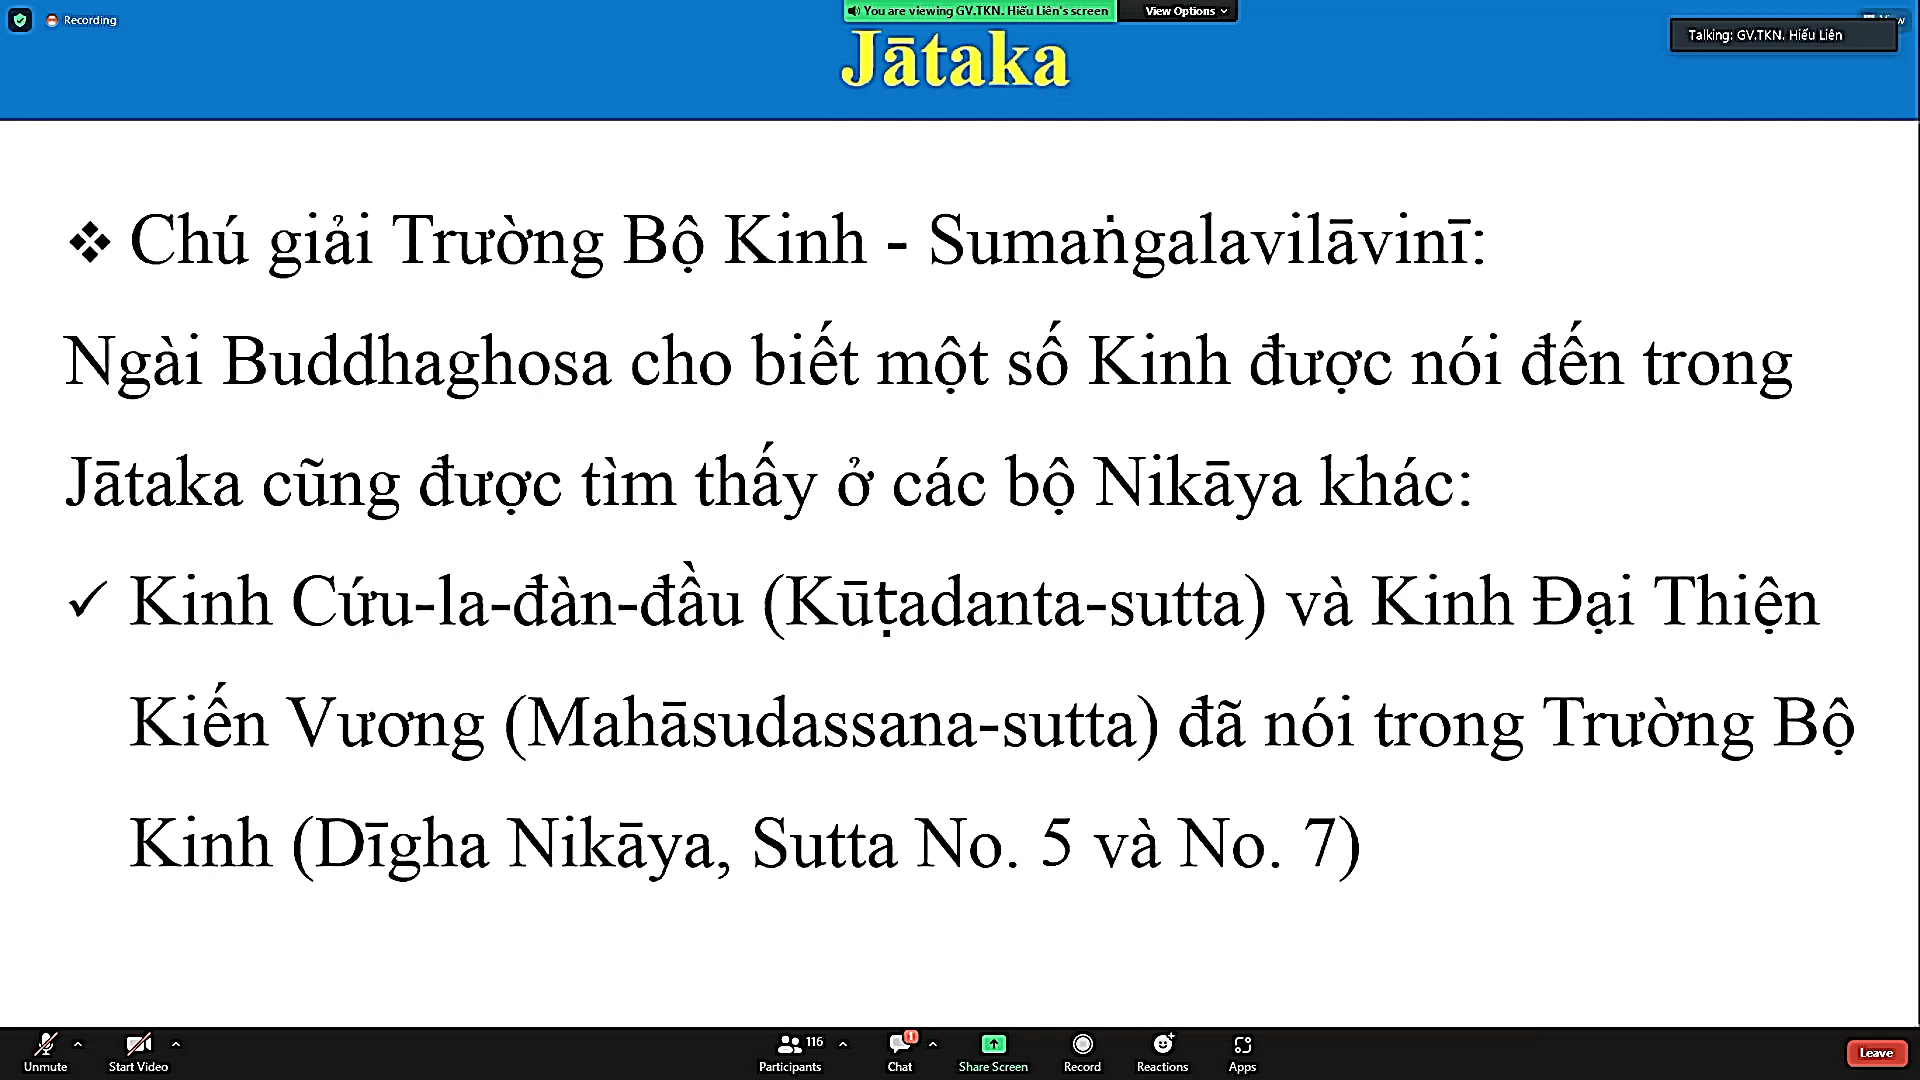 Recording
You are viewing GV.TKN. Hiếu Liên's screen
View Options
Talking: GV.TKN. Hiếu Liên
Jātaka
❖ Chú giải Trường Bộ Kinh - Sumaṅgalavilāvinī:
Ngài Buddhaghosa cho biết một số Kinh được nói đến trong
Jātaka cũng được tìm thấy ở các bộ Nikāya khác:
✓ Kinh Cứu-la-đàn-đầu (Kūṭadanta-sutta) và Kinh Đại Thiện
Kiến Vương (Mahāsudassana-sutta) đã nói trong Trường Bộ
Kinh (Dīgha Nikāya, Sutta No. 5 và No. 7)
Unmute
Start Video
Participants 116
Chat 1
Share Screen
Record
Reactions
Apps
Leave